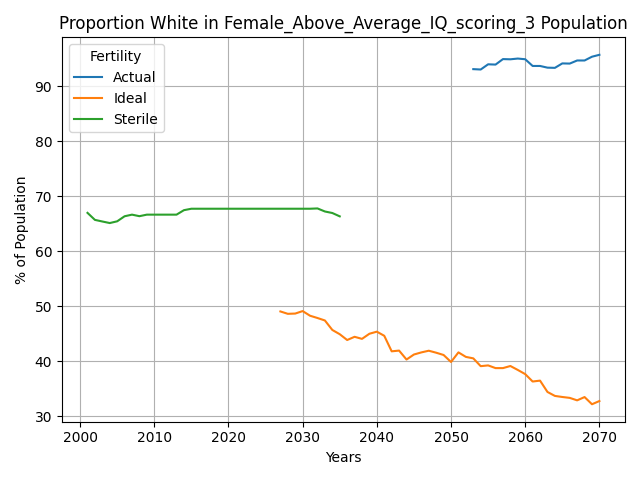 Proportion White in Female_Above_Average_IQ_scoring_3 Population
Fertility
Actual
Ideal
Sterile
% of Population
90
80
70
60
50
40
30
2000 2010 2020 2030 2040 2050 2060 2070
Years